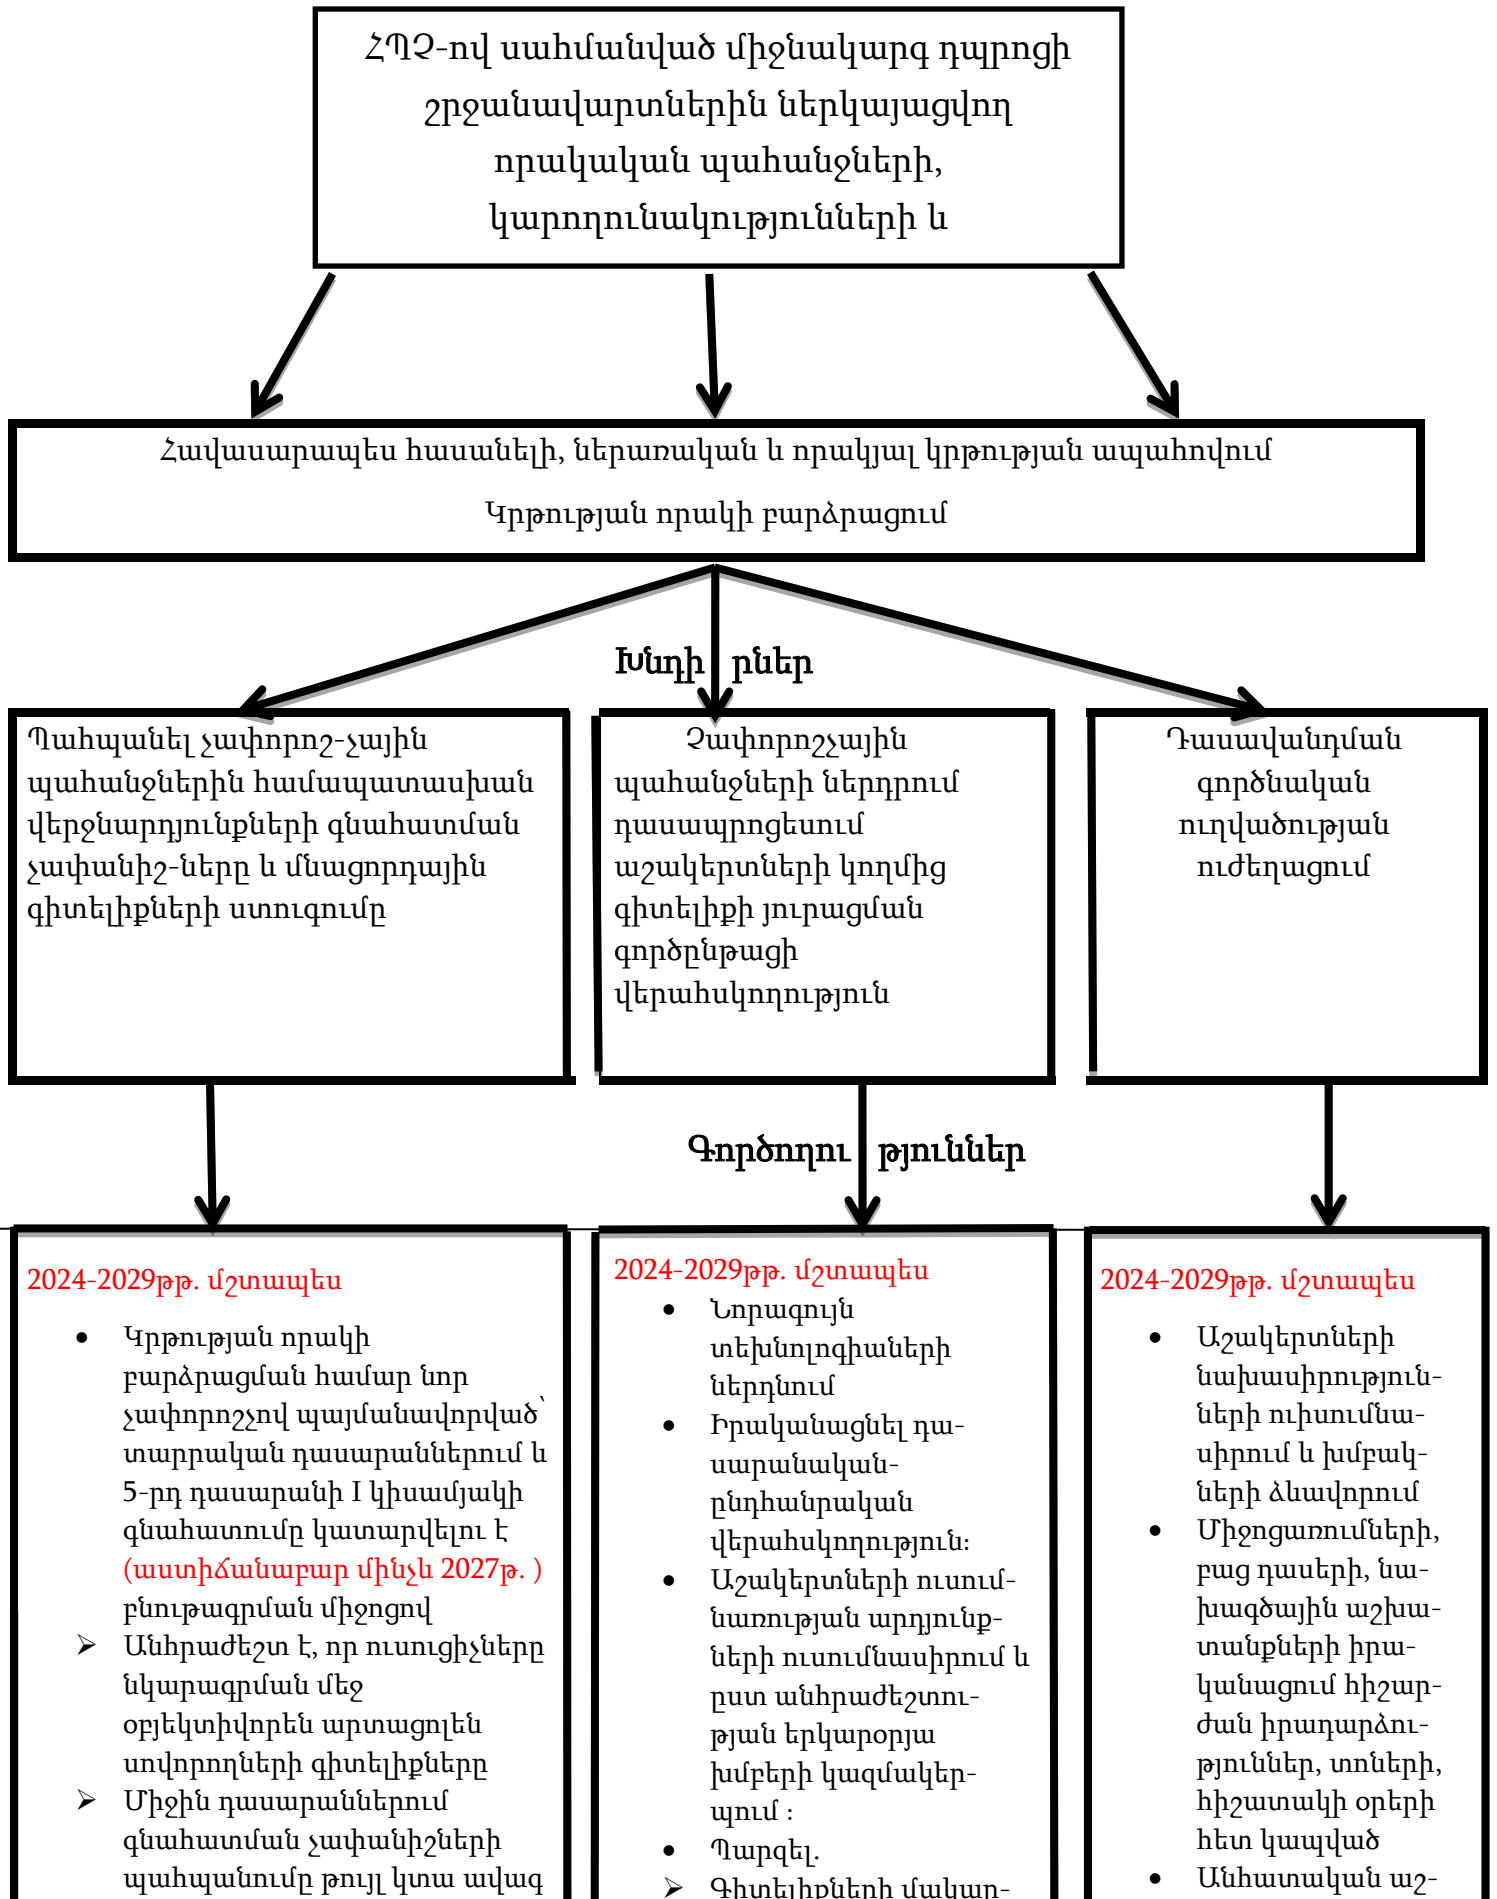 ՀՊՉ-ով սահմանված միջնակարգ դպրոցի
շրջանավարտներին ներկայացվող
որակական պահանջների,
կարողունակությունների և
Հավասարապես հասանելի, ներառական և որակյալ կրթության ապահովում
Կրթության որակի բարձրացում
Խնդի րներ
Պահպանել չափորոշ-չային
պահանջներին համապատասխան
վերջնարդյունքների գնահատման
չափանիշ-ները և մնացորդային
գիտելիքների ստուգումը
Չափորոշչային
պահանջների ներդրում
դասապրոցեսում
աշակերտների կողմից
գիտելիքի յուրացման
գործընթացի
վերահսկողություն
Դասավանդման
գործնական
ուղվածության
ուժեղացում
Գործողու թյուններ
2024-2029թթ. մշտապես
• Կրթության որակի
բարձրացման համար նոր
չափորոշչով պայմանավորված՝
տարրական դասարաններում և
5-րդ դասարանի I կիսամյակի
գնահատումը կատարվելու է
(աստիճանաբար մինչև 2027թ. )
բնութագրման միջոցով
➢ Անհրաժեշտ է, որ ուսուցիչները
նկարագրման մեջ
օբյեկտիվորեն արտացոլեն
սովորողների գիտելիքները
➢ Միջին դասարաններում
գնահատման չափանիշների
պահպանումը թույլ կտա ավագ
2024-2029թթ. մշտապես
• Նորագույն
տեխնոլոգիաների
ներդնում
• Իրականացնել դա-
սարանական-
ընդհանրական
վերահսկողություն։
• Աշակերտների ուսում-
նառության արդյունք-
ների ուսումնասիրում և
ըստ անհրաժեշտու-
թյան երկարօրյա
խմբերի կազմակեր-
պում ։
• Պարզել.
➢ Գիտելիքների մակար-
2024-2029թթ. մշտապես
• Աշակերտների
նախասիրություն-
ների ուիսումնա-
սիրում և խմբակ-
ների ձևավորում
• Միջոցառումների,
բաց դասերի, նա-
խագծային աշխա-
տանքների իրա-
կանացում հիշար-
ժան իրադարձու-
թյուններ, տոների,
հիշատակի օրերի
հետ կապված
• Անհատական աշ-